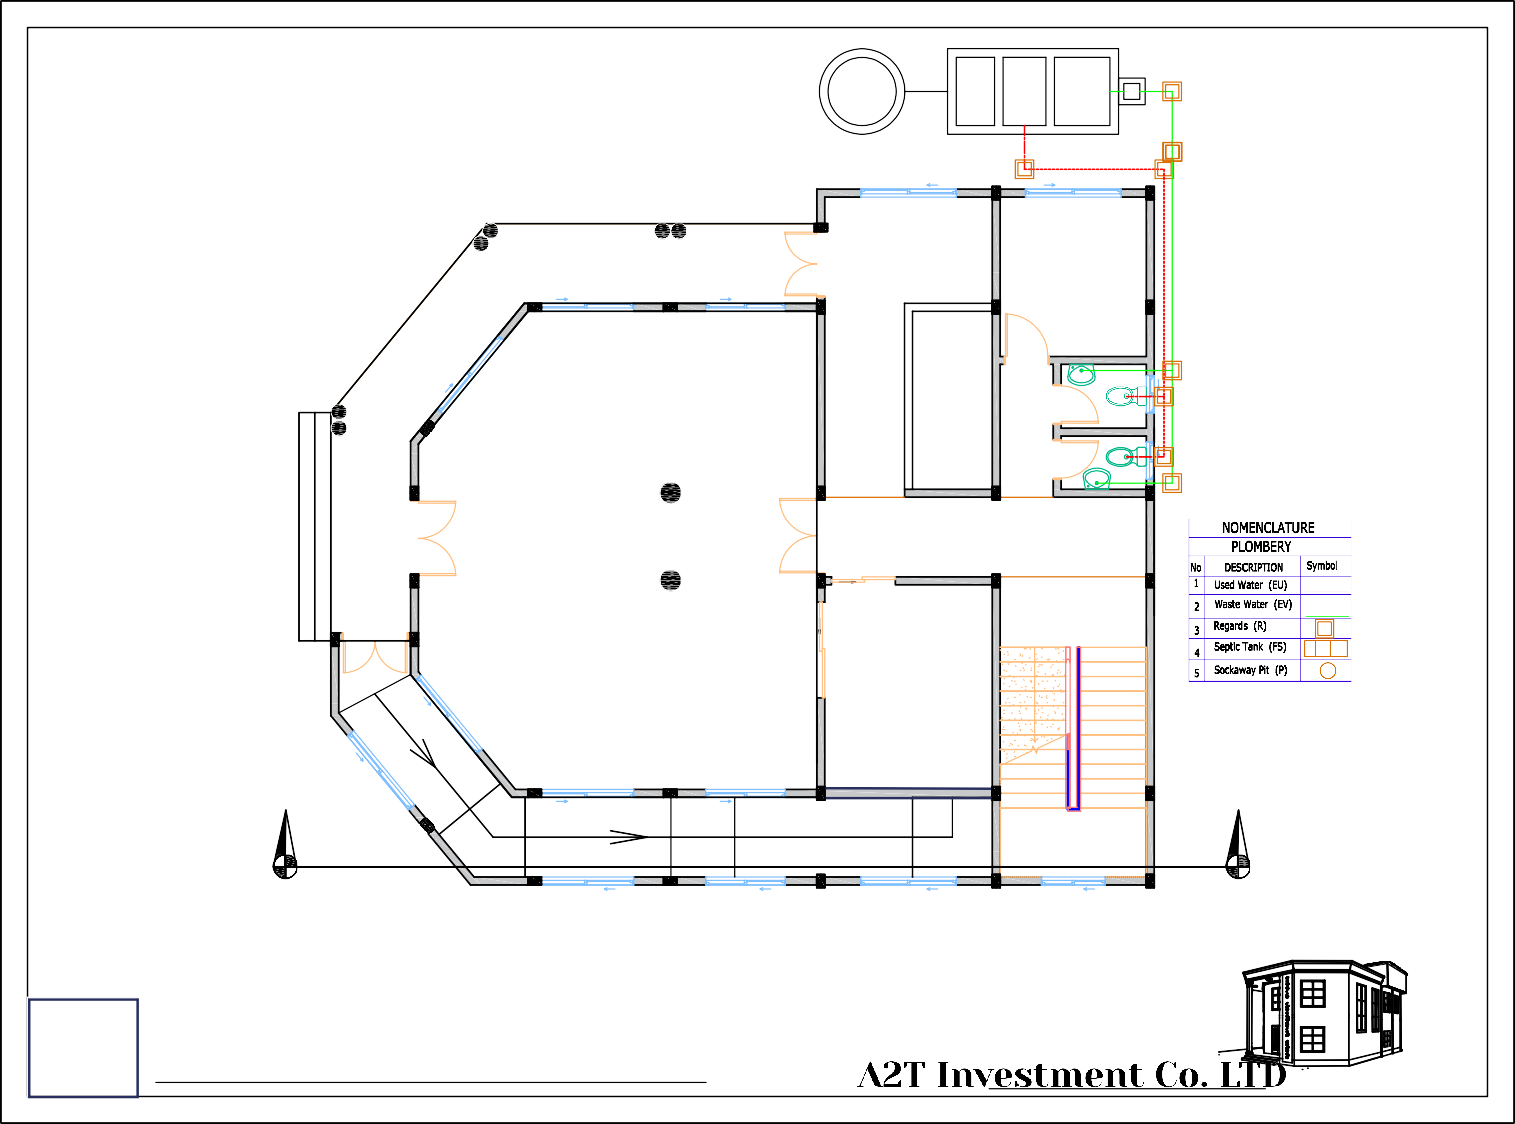 NOMENCLATURE
PLOMBERY
No DESCRIPTION Symbol
1 Used Water (EU)
2 Waste Water (EV)
3 Regards (R)
4 Septic Tank (FS)
5 Sockaway Pit (P)
A2T Investment Co. LTD